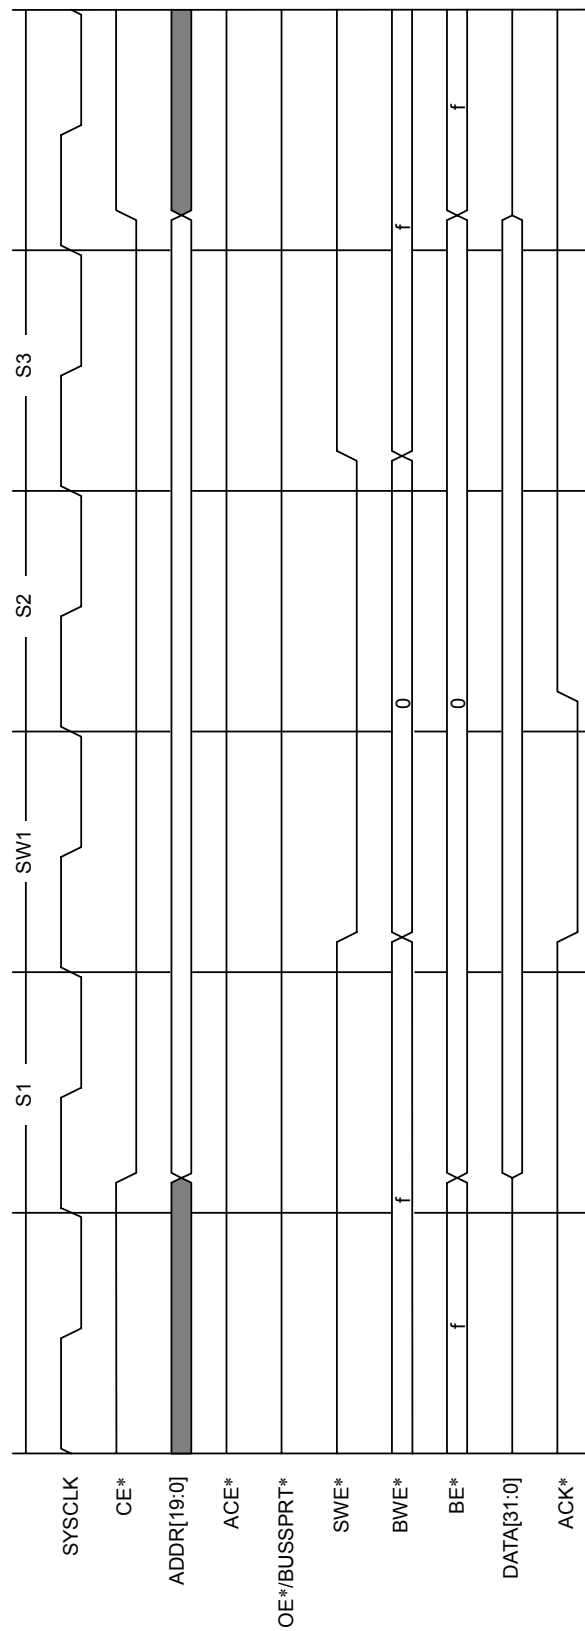 S1 SW1 S2 S3
SYSCLK
CE*
ADDR[19:0]
ACE*
OE*/BUSSPRT*
SWE*
BWE* f 0 f
BE* f 0 f
DATA[31:0]
ACK*